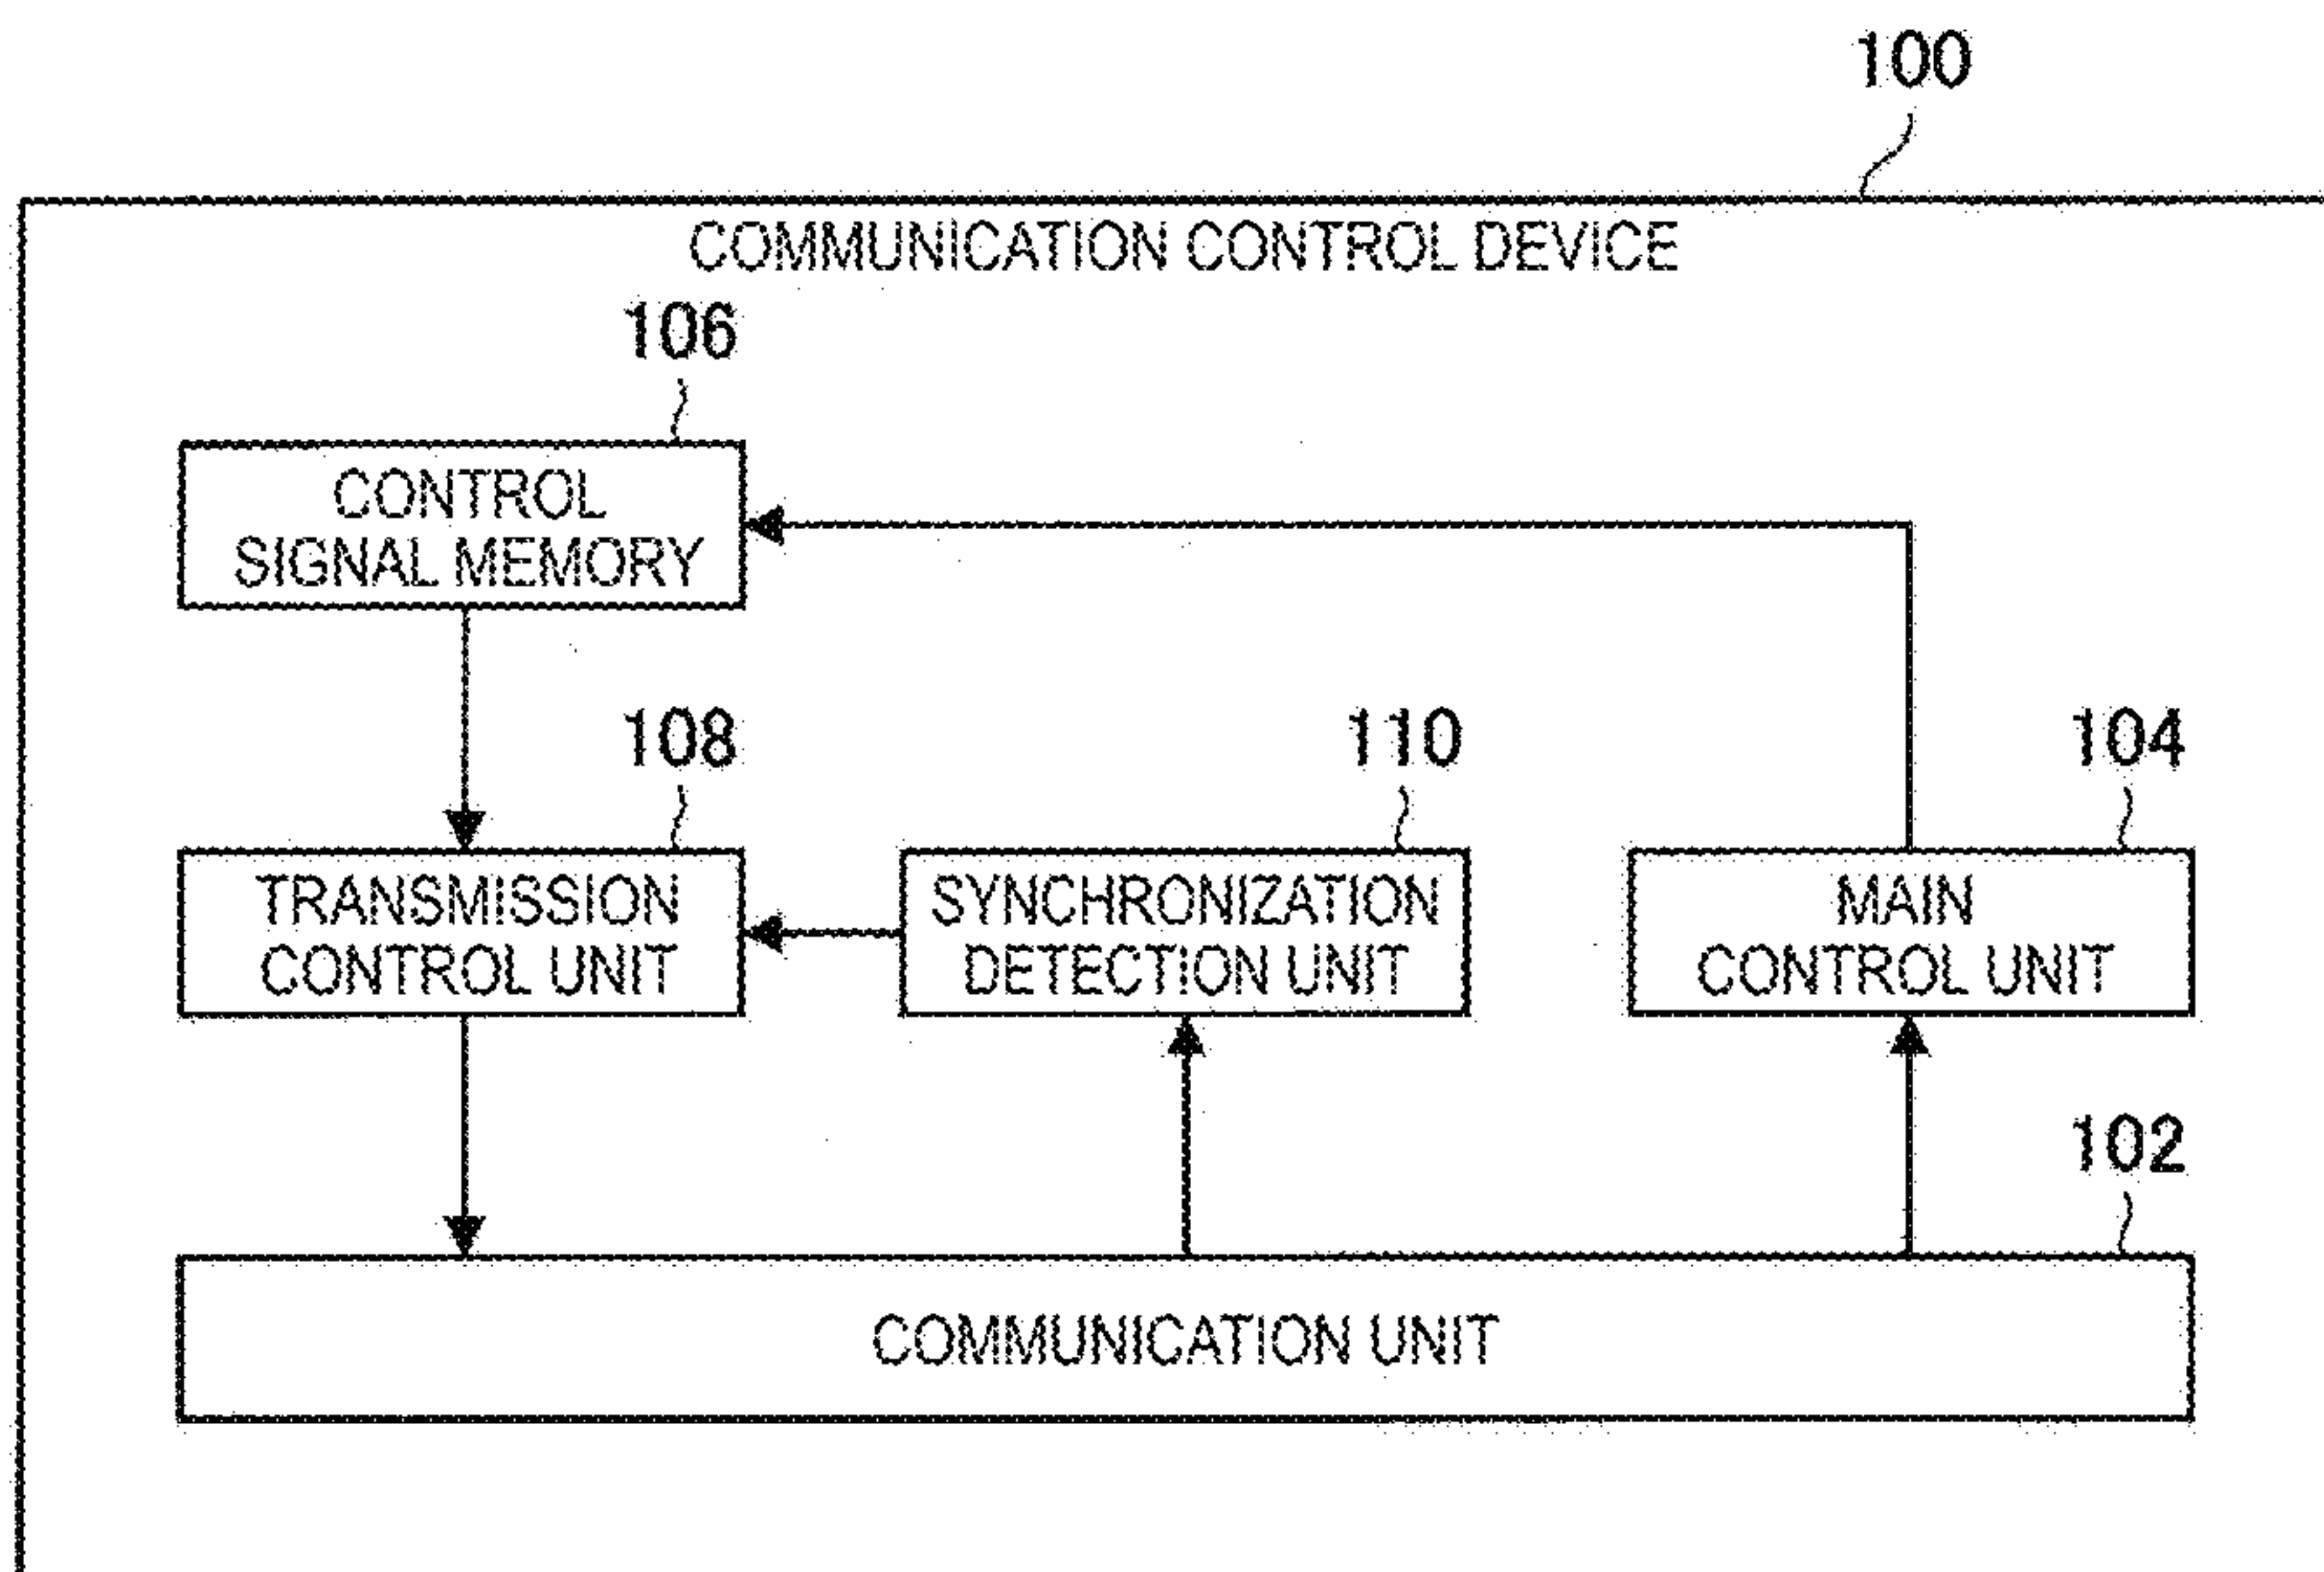 100
COMMUNICATION CONTROL DEVICE
106
CONTROL
SIGNAL MEMORY
108
TRANSMISSION
CONTROL UNIT
110
SYNCHRONIZATION
DETECTION UNIT
104
MAIN
CONTROL UNIT
102
COMMUNICATION UNIT